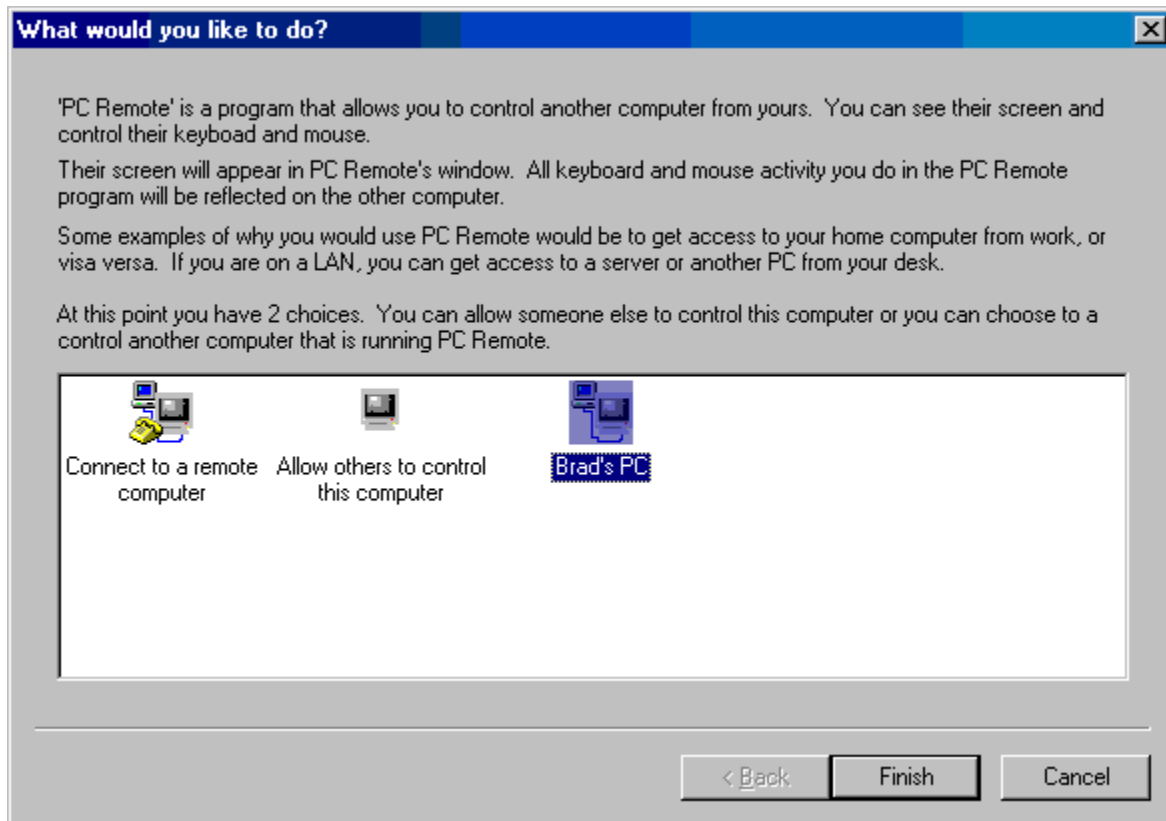 What would you like to do?
'PC Remote' is a program that allows you to control another computer from yours.  You can see their screen and
control their keyboad and mouse.
Their screen will appear in PC Remote's window.  All keyboard and mouse activity you do in the PC Remote
program will be reflected on the other computer.
Some examples of why you would use PC Remote would be to get access to your home computer from work, or
visa versa.  If you are on a LAN, you can get access to a server or another PC from your desk.
At this point you have 2 choices.  You can allow someone else to control this computer or you can choose to a
control another computer that is running PC Remote.
Connect to a remote
computer
Allow others to control
this computer
Brad's PC
< Back
Finish
Cancel